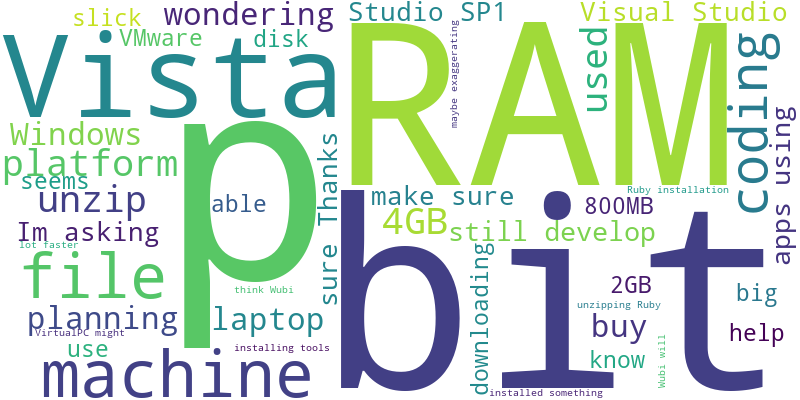 slick
wondering
Studio SP1
Visual Studio
VMware
disk
Vista
RAM
maybe exaggerating
used
coding
Windows
platform
seems
unzip
p
able
sure Thanks
make sure
Ruby installation
800MB
apps using
Im asking
lot faster
4GB
still develop
bit
file
think Wubi
downloading
2GB
big
unzipping Ruby
planning
VirtualPC might
laptop
buy
help
use
installing tools
know
Wubi will
machine
installed something